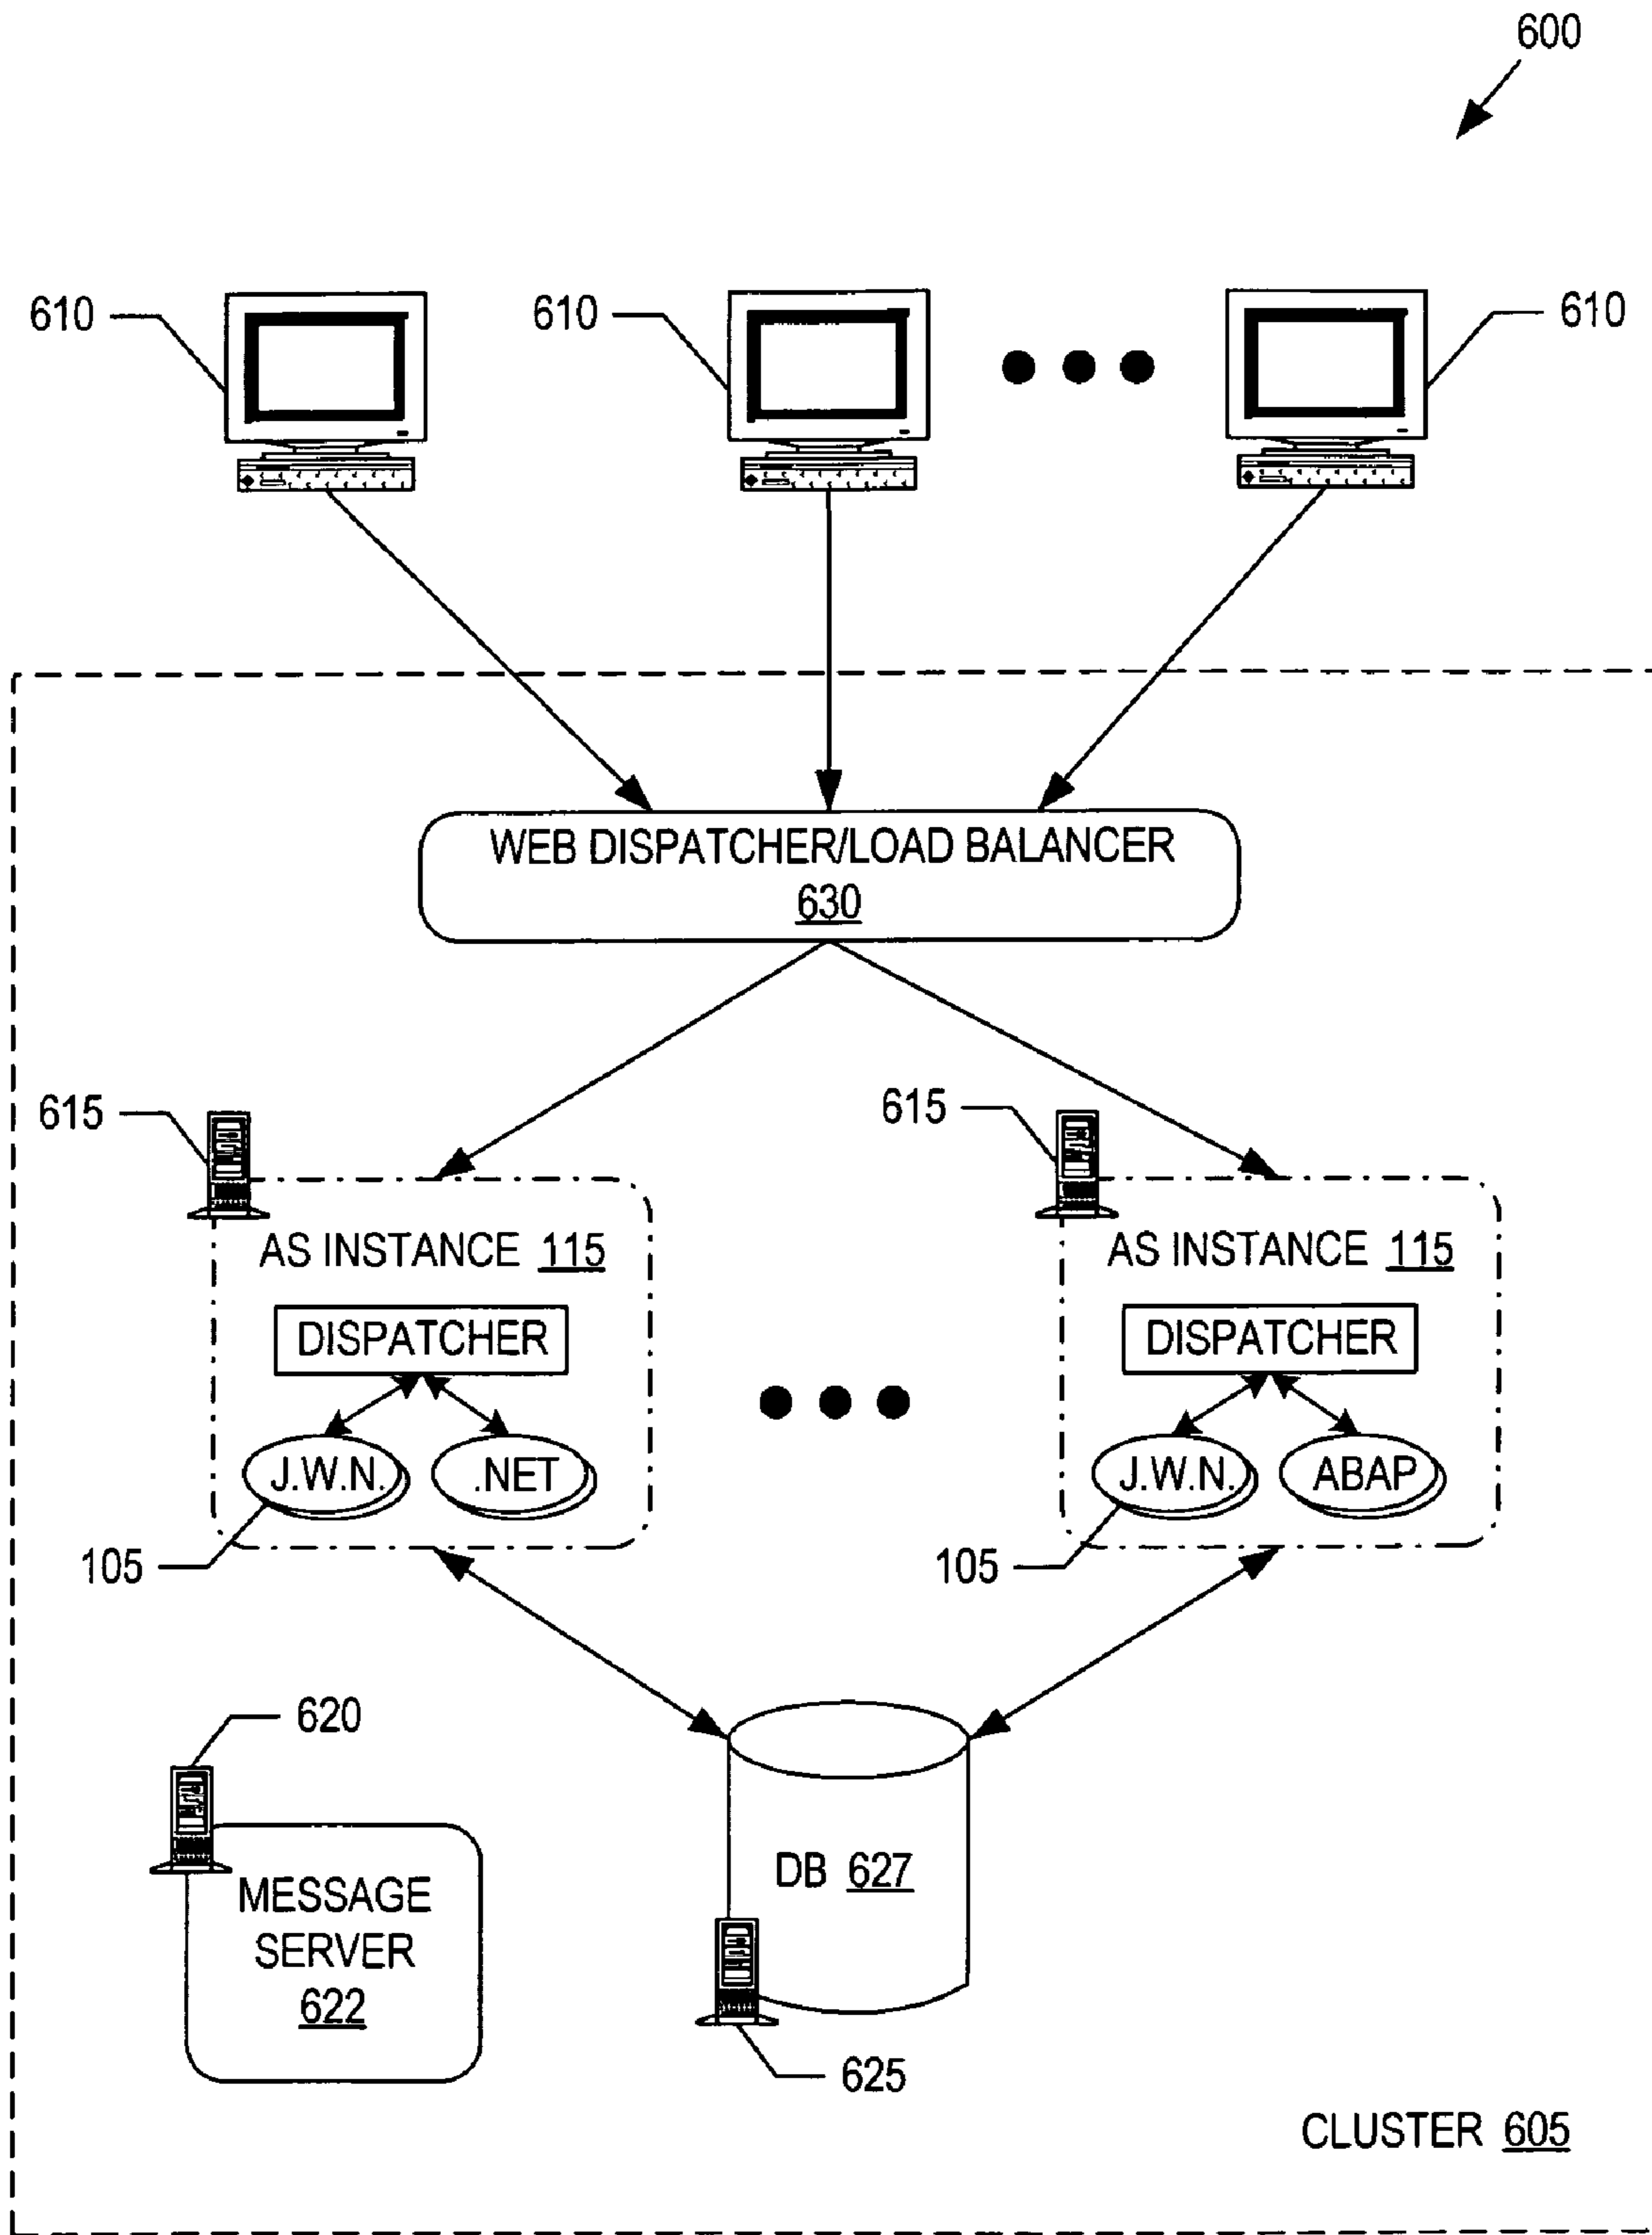 600
610
610
610
WEB DISPATCHER/LOAD BALANCER
630
615
615
AS INSTANCE 115
AS INSTANCE 115
DISPATCHER
DISPATCHER
J.W.N.
.NET
J.W.N.
ABAP
105
105
620
MESSAGE
SERVER
622
DB 627
625
CLUSTER 605